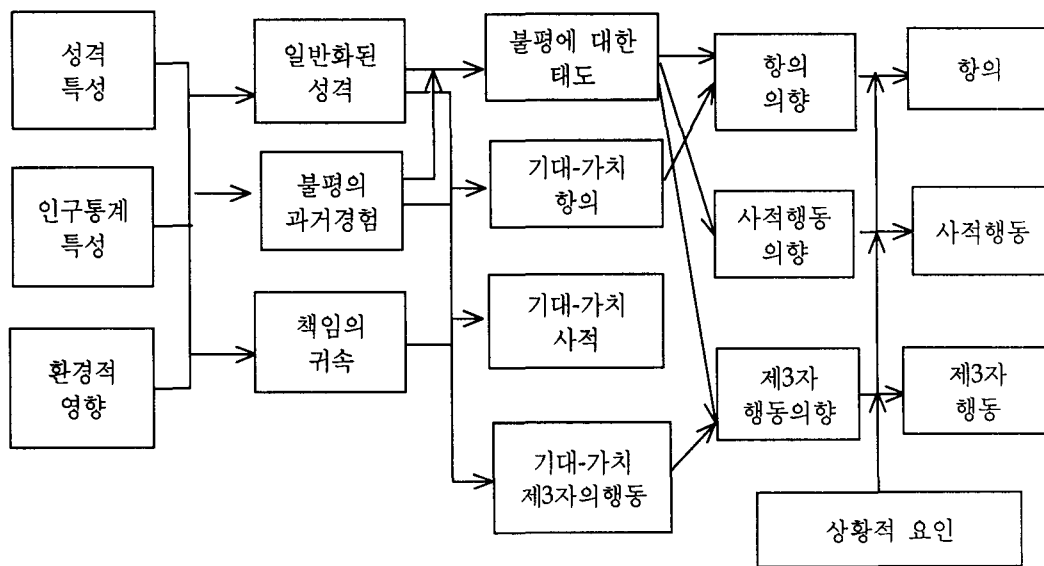 성격
특성
인구통계
특성
환경적
영향
일반화된
성격
불평의
과거경험
책임의
귀속
불평에 대한
태도
기대-가치
항의
기대-가치
사적
기대-가치
제3자의행동
항의
의향
사적행동
의향
제3자
행동의향
항의
사적행동
제3자
행동
상황적 요인